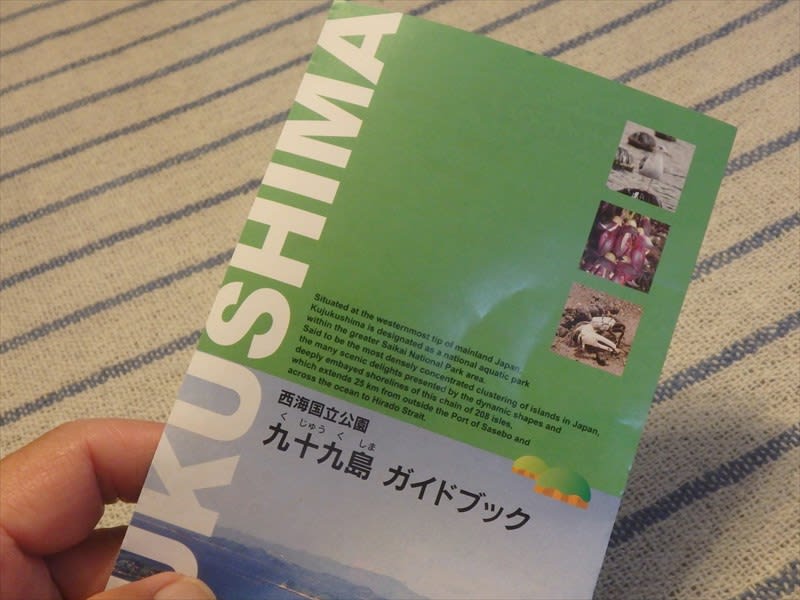 UKUSHIMA
Situated at the westernmost tip of mainland Japan,
Kujukushima is designated as a national aquatic park
within the greater Saikai National Park area.
Said to be the most densely concentrated clustering of islands in Japan,
the many scenic delights presented by the dynamic shapes and
deeply embayed shorelines of this chain of 208 isles,
which extends 25 km from outside the Port of Sasebo and
across the ocean to Hirado Strait.
西海国立公園
く じゅう く しま
九十九島 ガイドブック